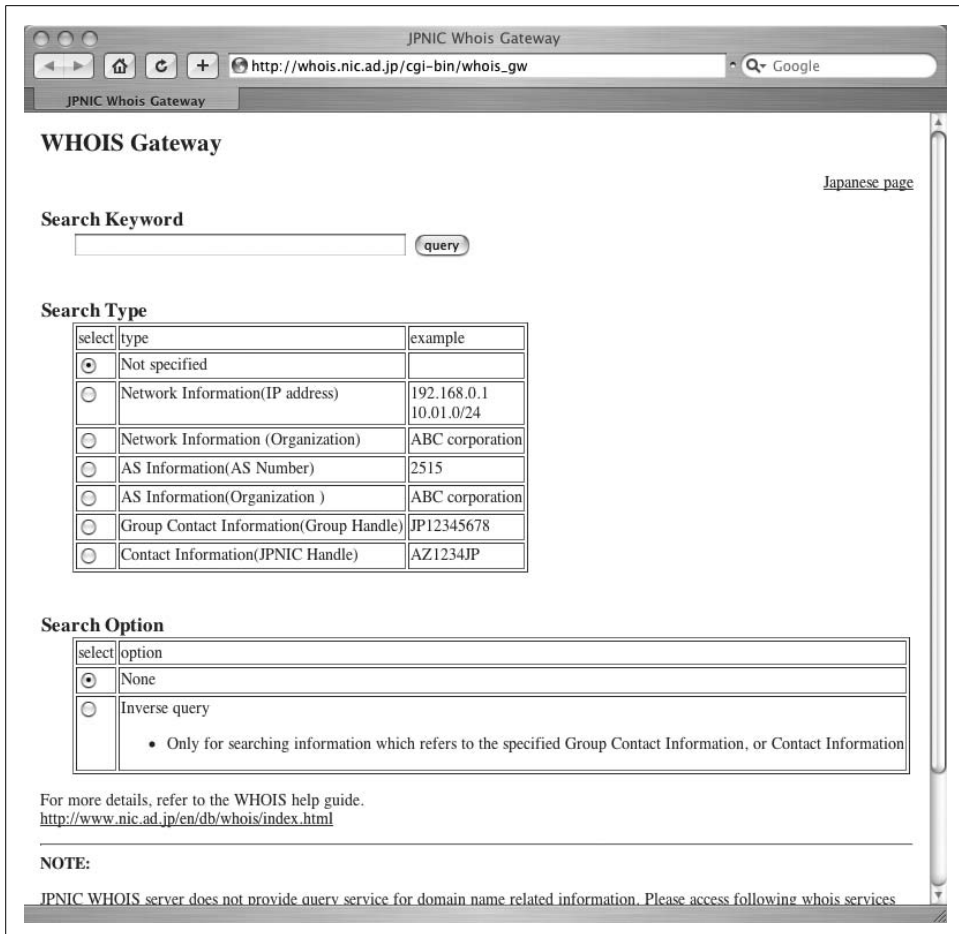 JPNIC Whois Gateway
http://whois.nic.ad.jp/cgi-bin/whois_gw
Google
JPNIC Whois Gateway
WHOIS Gateway
Japanese page
Search Keyword
query
Search Type
select type example
Not specified
Network Information(IP address) 192.168.0.1
10.01.0/24
Network Information (Organization) ABC corporation
AS Information(AS Number) 2515
AS Information(Organization ) ABC corporation
Group Contact Information(Group Handle) JP12345678
Contact Information(JPNIC Handle) AZ1234JP
Search Option
select option
None
Inverse query
• Only for searching information which refers to the specified Group Contact Information, or Contact Information
For more details, refer to the WHOIS help guide.
http://www.nic.ad.jp/en/db/whois/index.html
NOTE:
JPNIC WHOIS server does not provide query service for domain name related information. Please access following whois services